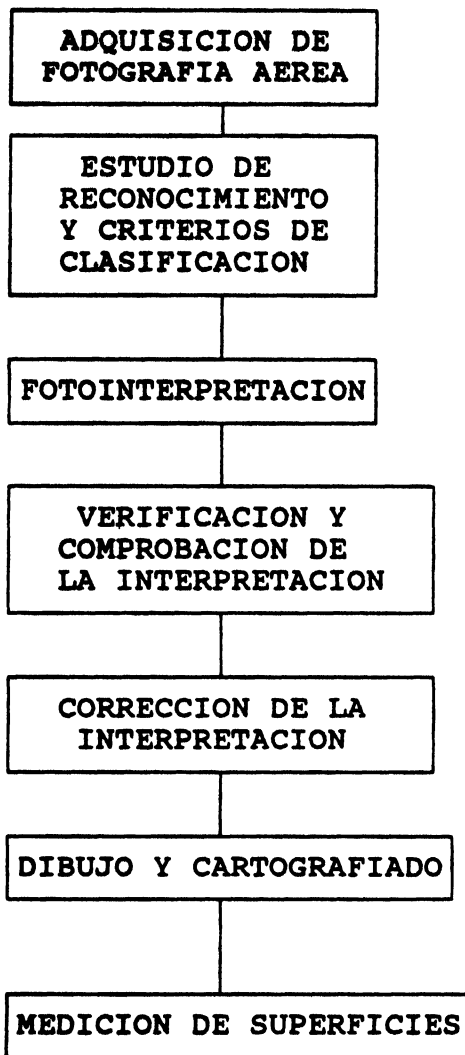 ADQUISICION DE
FOTOGRAFIA AEREA
ESTUDIO DE
RECONOCIMIENTO
Y CRITERIOS DE
CLASIFICACION
FOTOINTERPRETACION
VERIFICACION Y
COMPROBACION DE
LA INTERPRETACION
CORRECCION DE LA
INTERPRETACION
DIBUJO Y CARTOGRAFIADO
MEDICION DE SUPERFICIES